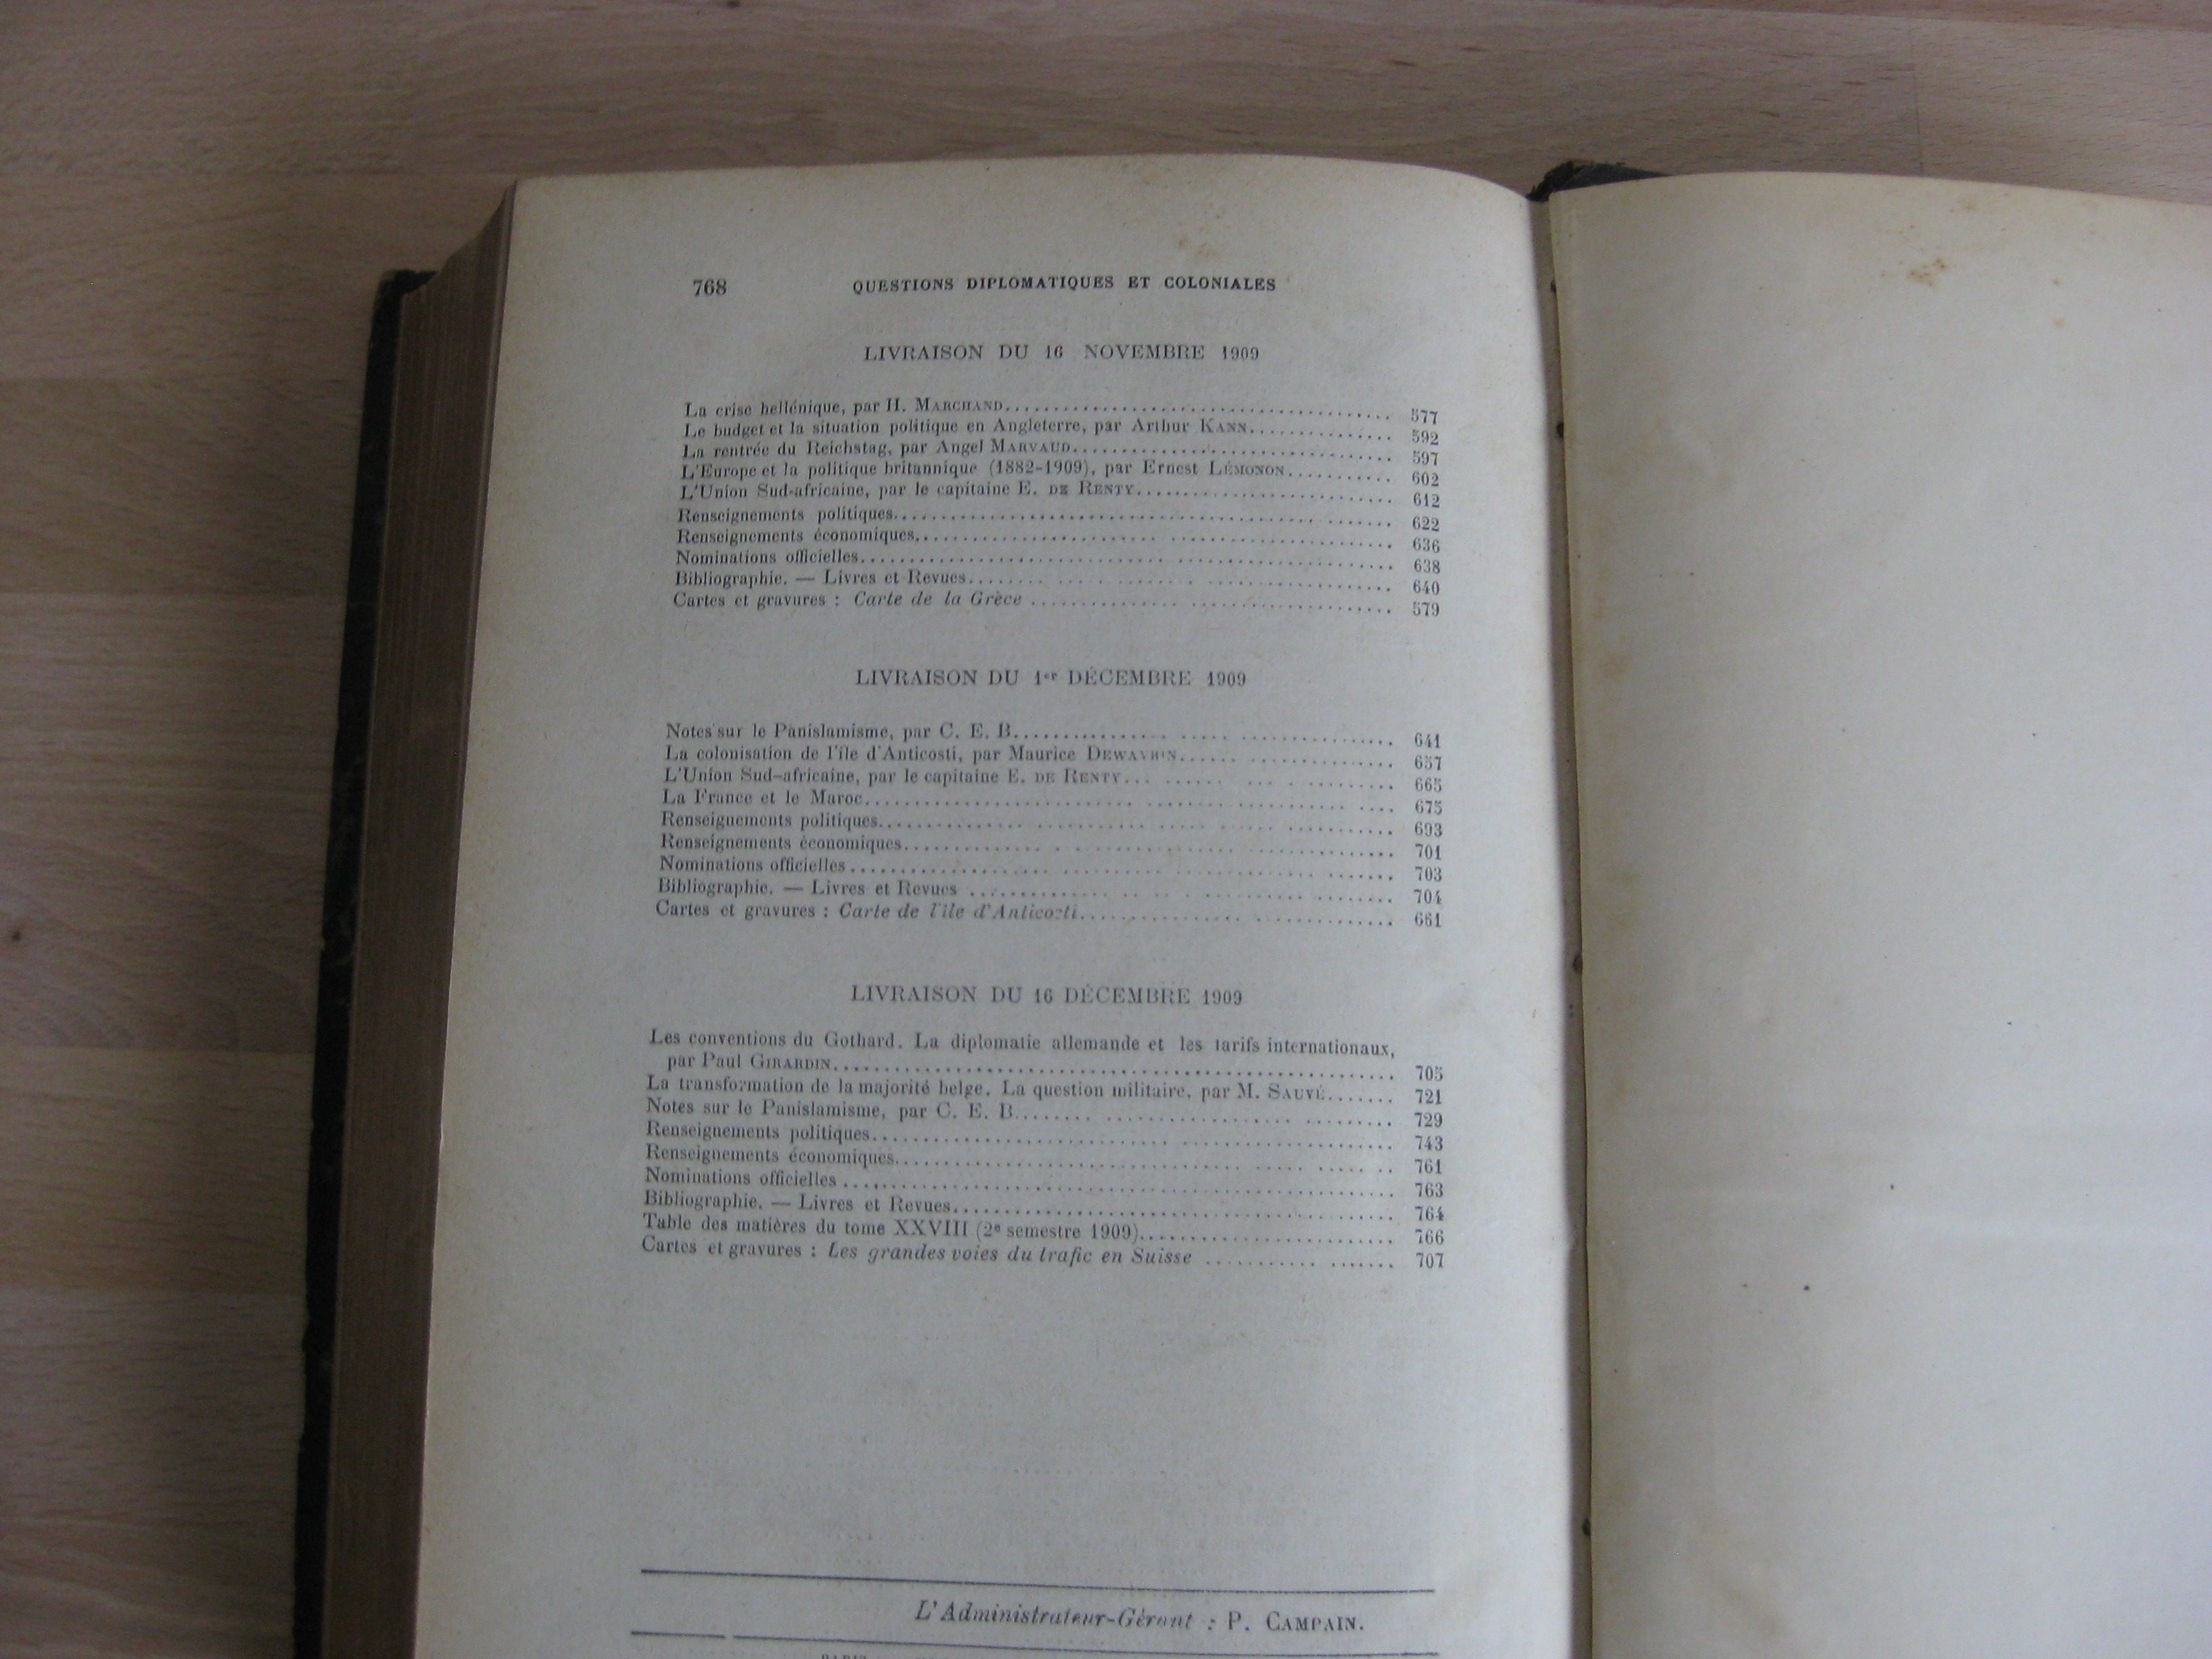 768 QUESTIONS DIPLOMATIQUES ET COLONIALES
LIVRAISON DU 16 NOVEMBRE 1909
La crise hellénique, par H. MARCHAND........ 577
Le budget et la situation politique en Angleterre, par Arthur KANN........ 592
La rentrée du Reichstag, par Angel MARVAUD........ 597
L'Europe et la politique britannique (1882-1909), par Ernest LÉMONON........ 602
L'Union Sud-africaine, par le capitaine E. DE RENTY........ 612
Renseignements politiques........ 622
Renseignements économiques........ 636
Nominations officielles........ 638
Bibliographie. — Livres et Revues........ 640
Cartes et gravures : Carte de la Grèce ........ 579
LIVRAISON DU 1er DÉCEMBRE 1909
Notes sur le Panislamisme, par C. E. B........ 641
La colonisation de l'île d'Anticosti, par Maurice DEWAVRIN........ 657
L'Union Sud-africaine, par le capitaine E. DE RENTY........ 665
La France et le Maroc........ 675
Renseignements politiques........ 693
Renseignements économiques........ 701
Nominations officielles ........ 703
Bibliographie. — Livres et Revues ........ 704
Cartes et gravures : Carte de l'île d'Anticosti........ 661
LIVRAISON DU 16 DÉCEMBRE 1909
Les conventions du Gothard. La diplomatie allemande et les tarifs internationaux,
par Paul GIRARDIN........ 705
La transformation de la majorité belge. La question militaire, par M. SAUVÉ........ 721
Notes sur le Panislamisme, par C. E. B........ 729
Renseignements politiques........ 743
Renseignements économiques........ 761
Nominations officielles ........ 763
Bibliographie. — Livres et Revues........ 764
Table des matières du tome XXVIII (2e semestre 1909)........ 766
Cartes et gravures : Les grandes voies du trafic en Suisse ........ 707
L'Administrateur-Gérant : P. CAMPAIN.